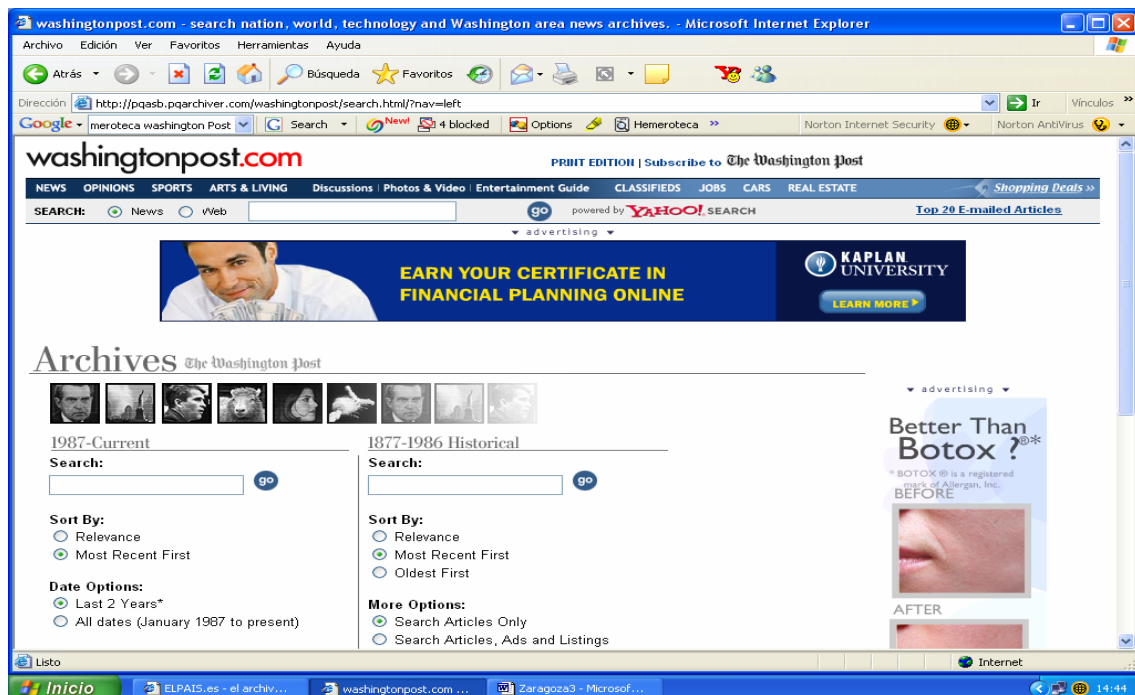 washingtonpost.com - search nation, world, technology and Washington area news archives. - Microsoft Internet Explorer
Archivo Edición Ver Favoritos Herramientas Ayuda
Atrás Búsqueda Favoritos
Dirección http://pqasb.pqarchiver.com/washingtonpost/search.html/?nav=left Ir Vínculos »
Google meroteca washington Post G Search New! 4 blocked Options Hemeroteca » Norton Internet Security Norton AntiVirus
washingtonpost.com PRINT EDITION | Subscribe to The Washington Post
NEWS OPINIONS SPORTS ARTS & LIVING Discussions | Photos & Video | Entertainment Guide CLASSIFIEDS JOBS CARS REAL ESTATE Shopping Deals »
SEARCH: News Web go powered by YAHOO! SEARCH Top 20 E-mailed Articles
advertising
EARN YOUR CERTIFICATE IN
FINANCIAL PLANNING ONLINE
KAPLAN
UNIVERSITY
LEARN MORE
Archives The Washington Post
1987-Current
Search:
go
Sort By:
Relevance
Most Recent First
Date Options:
Last 2 Years*
All dates (January 1987 to present)
1877-1986 Historical
Search:
go
Sort By:
Relevance
Most Recent First
Oldest First
More Options:
Search Articles Only
Search Articles, Ads and Listings
advertising
Better Than
Botox ?®*
* BOTOX ® is a registered
mark of Allergan, Inc.
BEFORE
AFTER
Listo Internet
Inicio ELPAIS.es - el archiv... washingtonpost.com ... Zaragoza3 - Microsof... 14:44